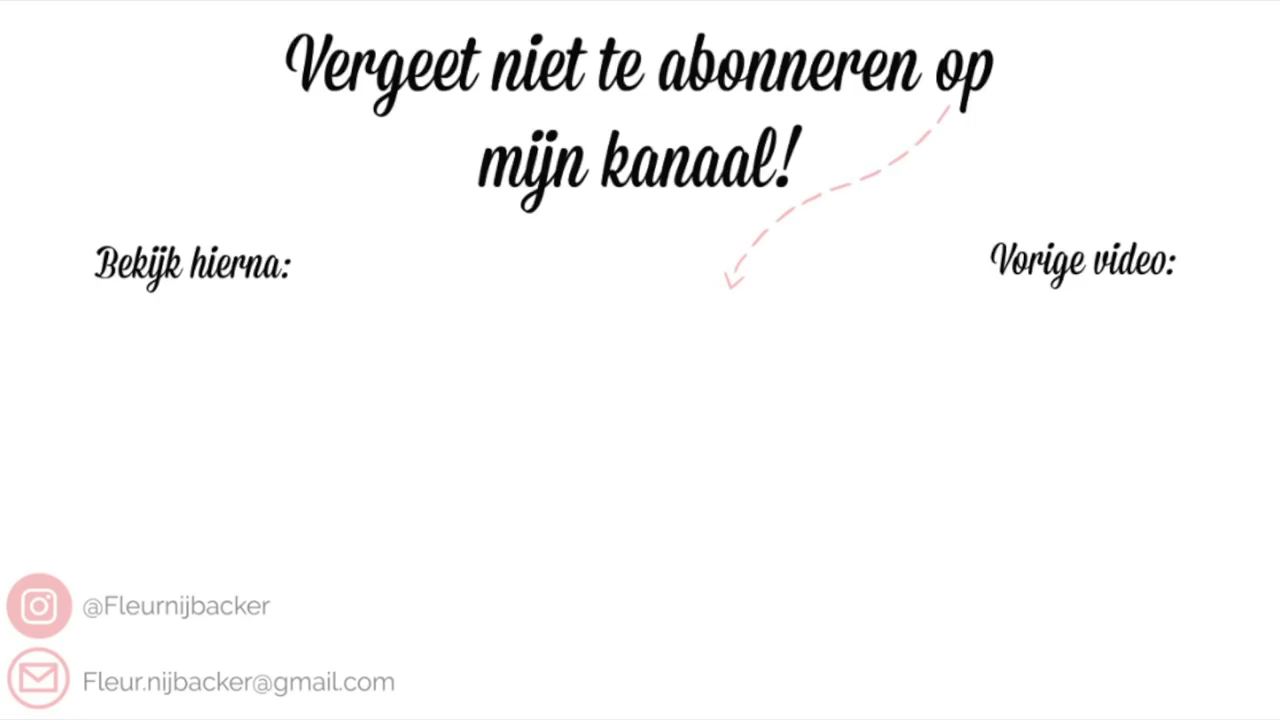 Vergeet niet te abonneren op
mijn kanaal!
Bekijk hierna:
Vorige video:
@Fleurnijbacker
Fleur.nijbacker@gmail.com